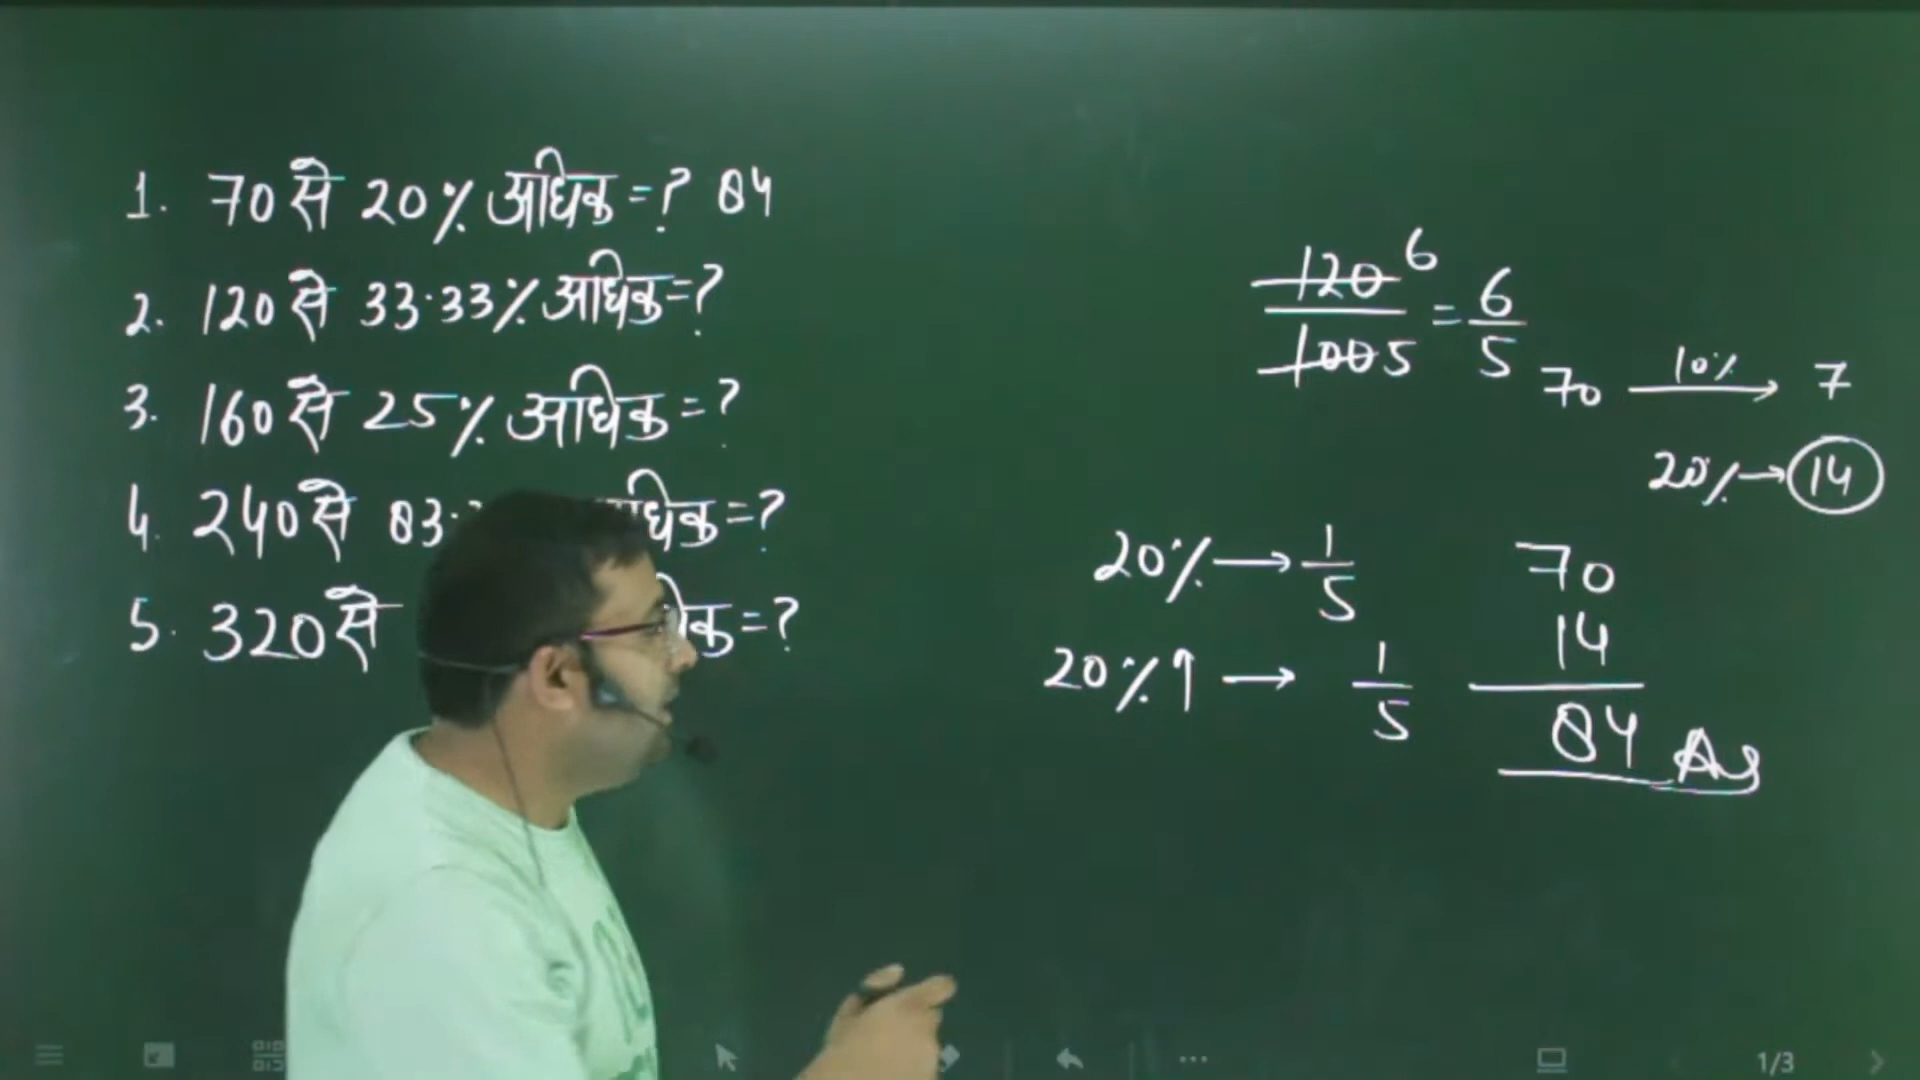 1. 70 से 20% अधिक = ? 84
2. 120 से 33.33% अधिक = ?
3. 160 से 25% अधिक = ?
4. 240 से 83. = ?
5. 320 से = ?
120 6
100 5
= 6/5
70 10% → 7
20% → 14
20% → 1/5
20% ↑ → 1/5
70
14
84 Ans
1/3